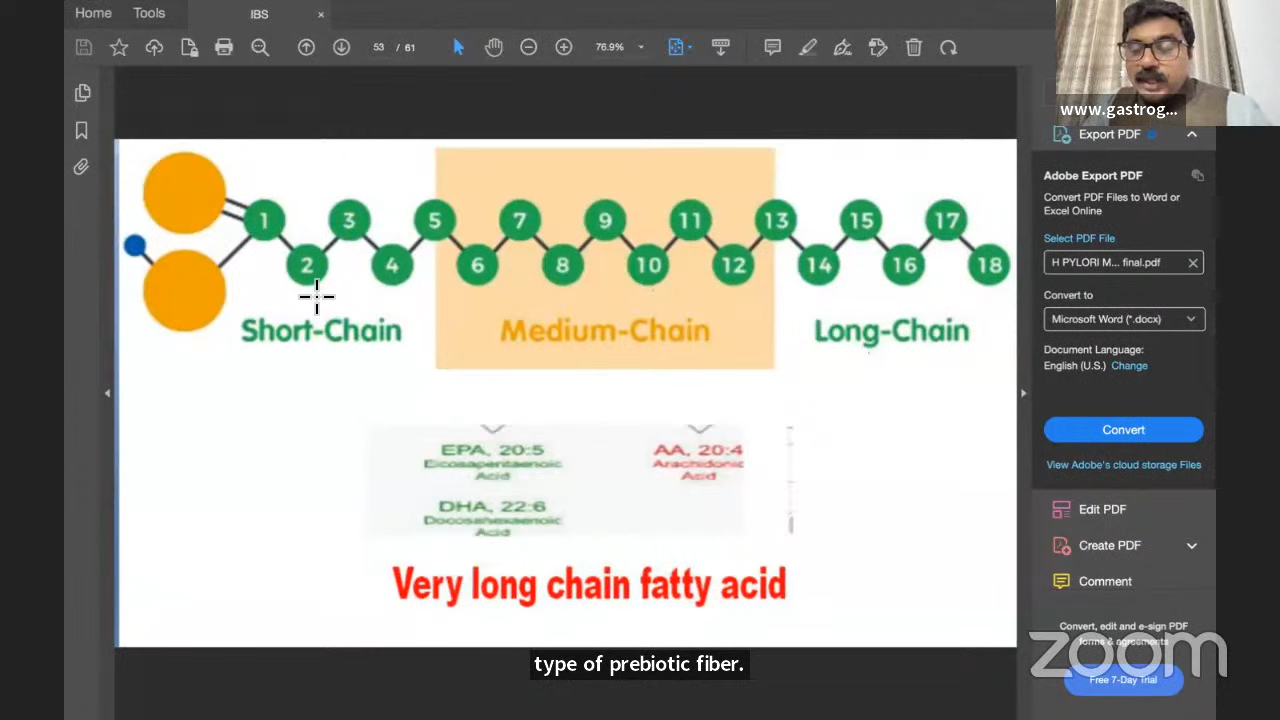 Home Tools IBS ×
53 / 61 76.9%
www.gastrog...
Export PDF
Adobe Export PDF
Convert PDF Files to Word or
Excel Online
Select PDF File
H PYLORI M... final.pdf
Convert to
Microsoft Word (*.docx)
Document Language:
English (U.S.) Change
Convert
View Adobe's cloud storage Files
Edit PDF
Create PDF
Comment
Convert, edit and e-sign PDF
forms & agreements
Free 7-Day Trial
zoom
1 3 5 7 9 11 13 15 17
2 4 6 8 10 12 14 16 18
Short-Chain Medium-Chain Long-Chain
EPA, 20:5 AA, 20:4
Eicosapentaenoic Arachidonic
Acid Acid
DHA, 22:6
Docosahexaenoic
Acid
Very long chain fatty acid
type of prebiotic fiber.